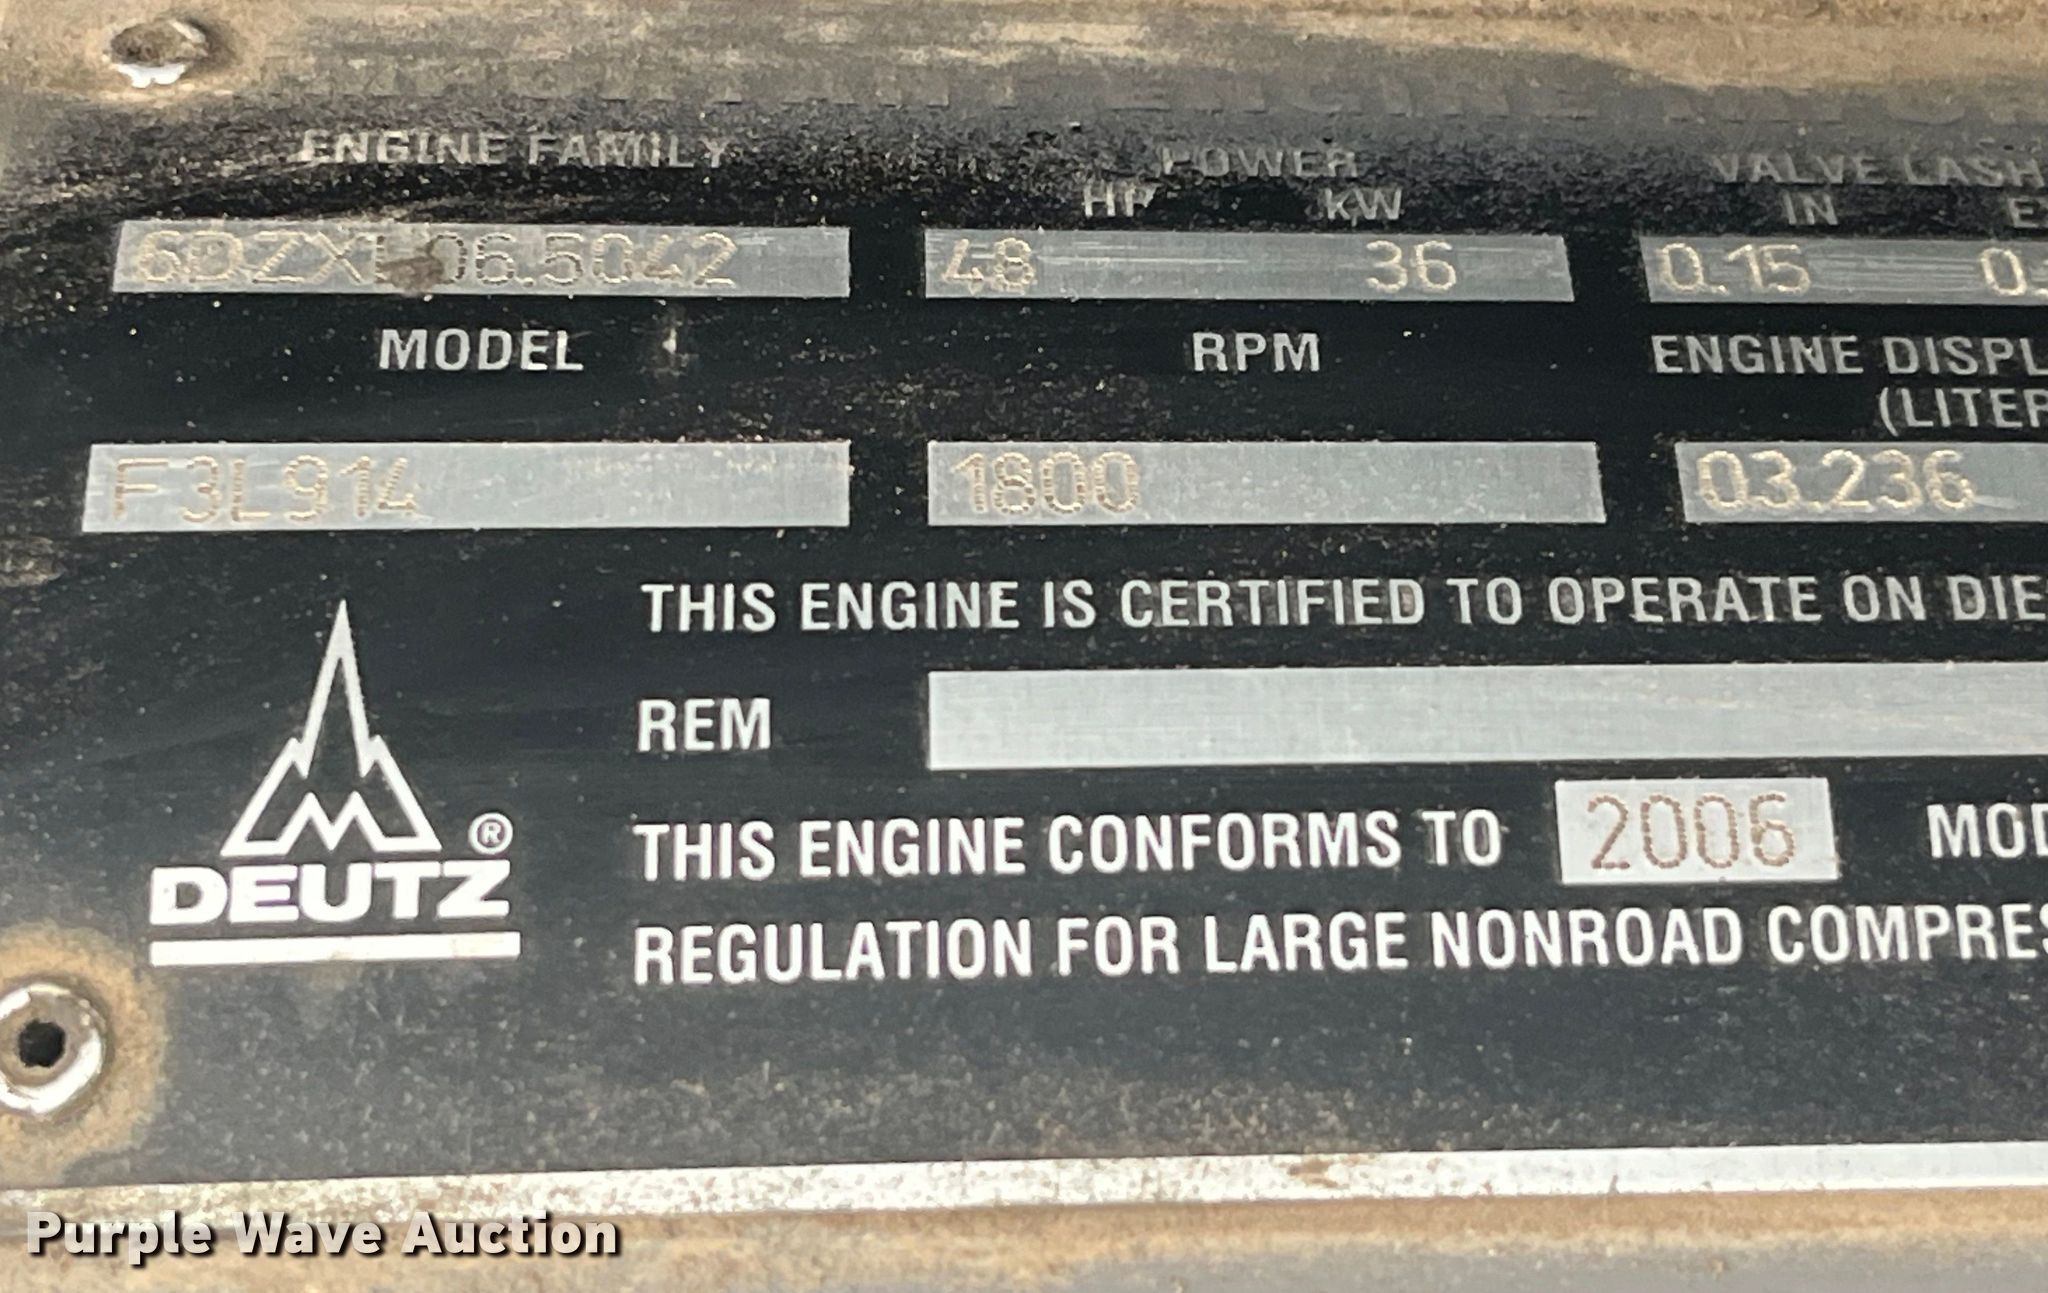 ENGINE FAMILY POWER VALVE LASH
HP KW IN E
6DZXL06.5042 48 36 0.15 0.
MODEL RPM ENGINE DISPL
(LITER
F3L914 1800 03.236
THIS ENGINE IS CERTIFIED TO OPERATE ON DIE
REM
THIS ENGINE CONFORMS TO 2006 MOD
DEUTZ®
REGULATION FOR LARGE NONROAD COMPRES
Purple Wave Auction